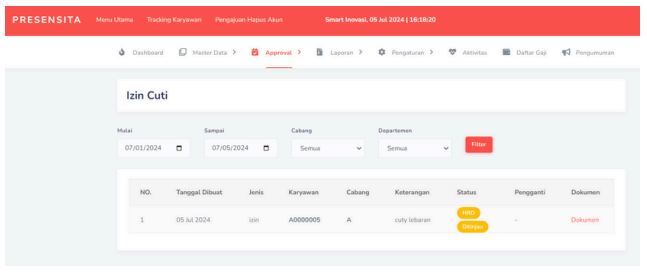 PRESENSITA Menu Utama Tracking Karyawan Pengajuan Hapus Akun Smart Inovasi, 05 Jul 2024 | 16:18:20
Dashboard Master Data > Approval > Laporan > Pengaturan > Aktivitas Daftar Gaji Pengumuman
Izin Cuti
Mulai Sampai Cabang Departemen
07/01/2024 07/05/2024 Semua Semua Filter
NO. Tanggal Dibuat Jenis Karyawan Cabang Keterangan Status Pengganti Dokumen
1 05 Jul 2024 izin A0000005 A cuty lebaran HRD - Dokumen
Ditinjau